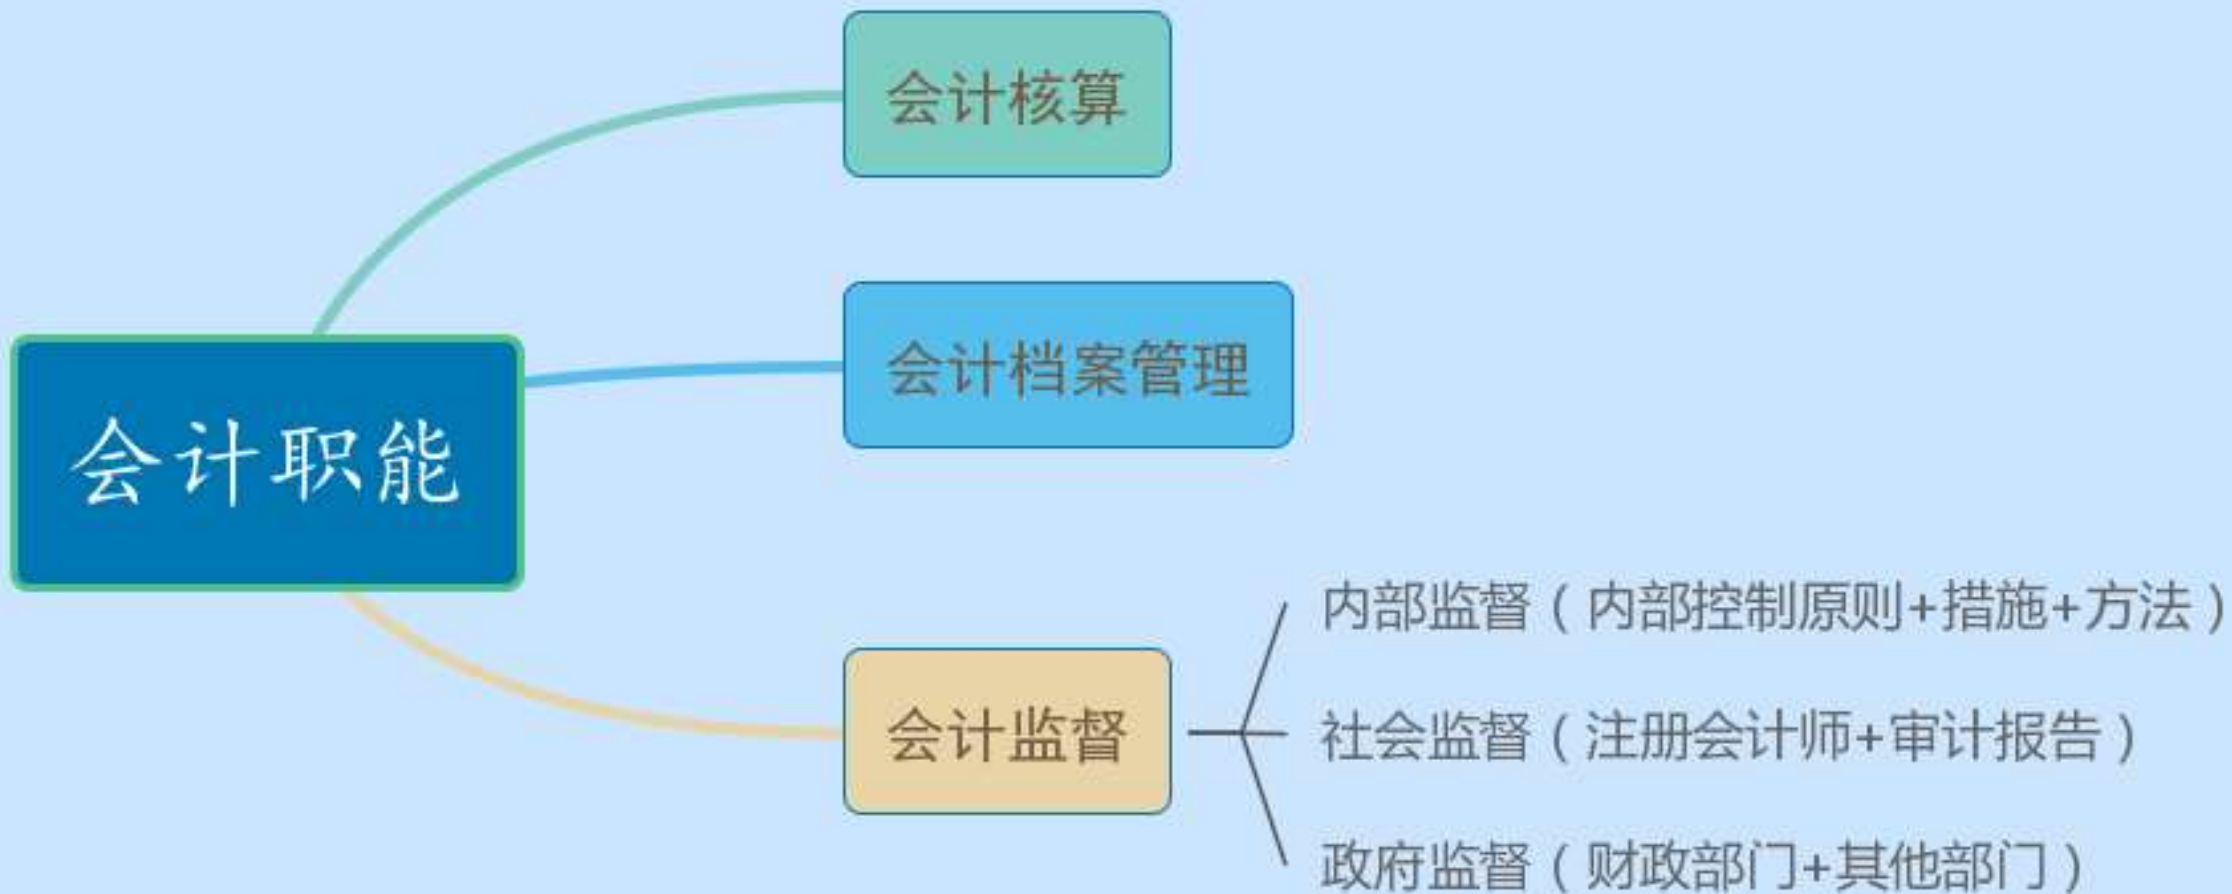 会计核算
会计档案管理
会计职能
会计监督
内部监督（内部控制原则+措施+方法）
社会监督（注册会计师+审计报告）
政府监督（财政部门+其他部门）